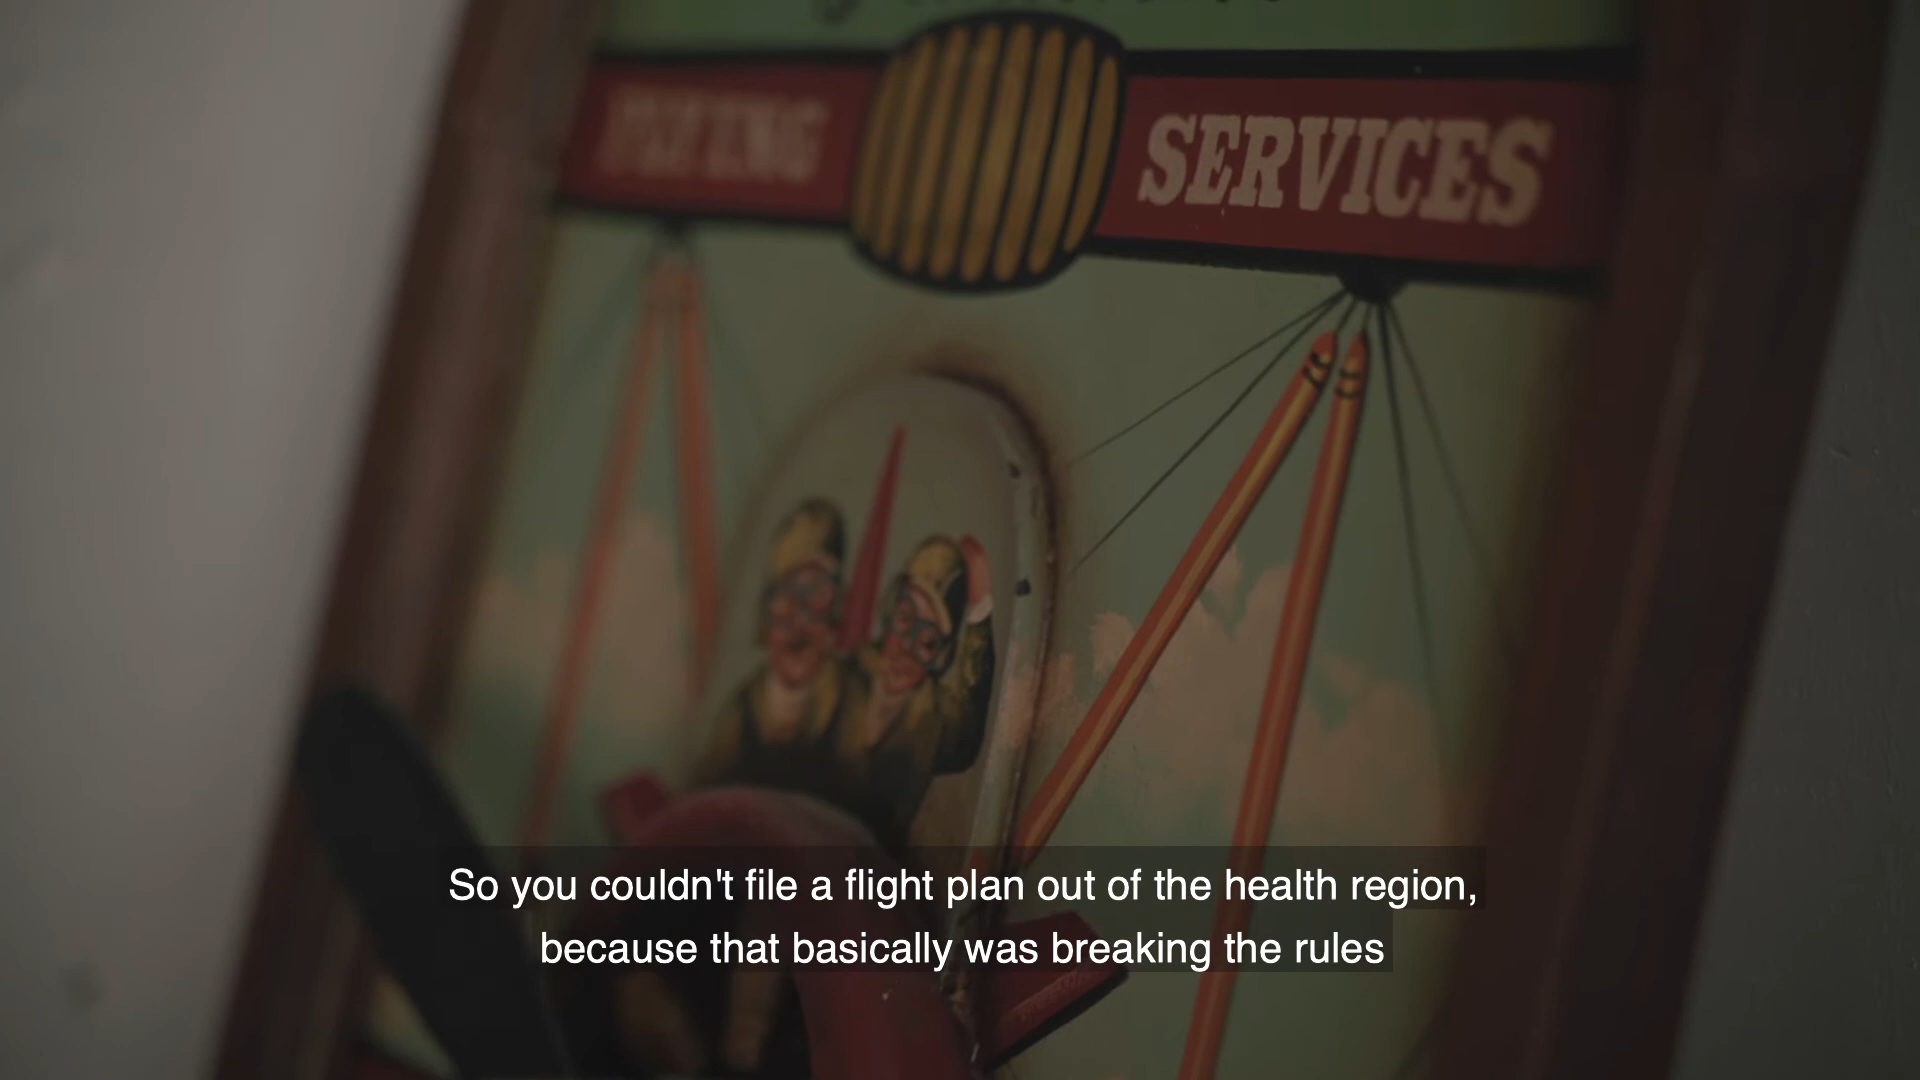 FLYING SERVICES
So you couldn't file a flight plan out of the health region,
because that basically was breaking the rules